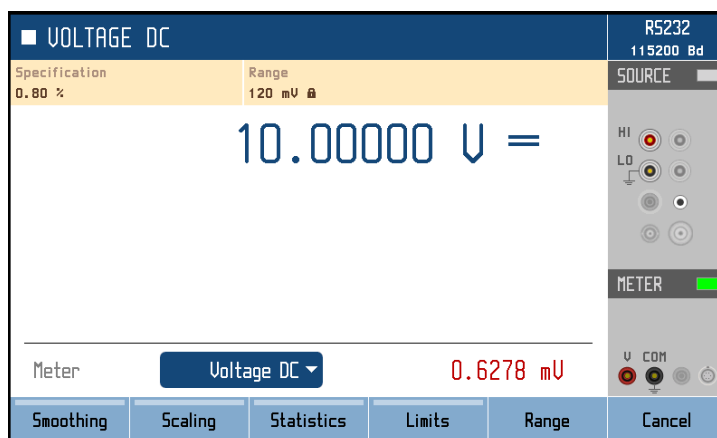 VOLTAGE DC
RS232
115200 Bd
Specification
0.80 %
Range
120 mV
SOURCE
10.00000 V =
HI
LO
METER
Meter
Voltage DC
0.6278 mV
V COM
Smoothing
Scaling
Statistics
Limits
Range
Cancel